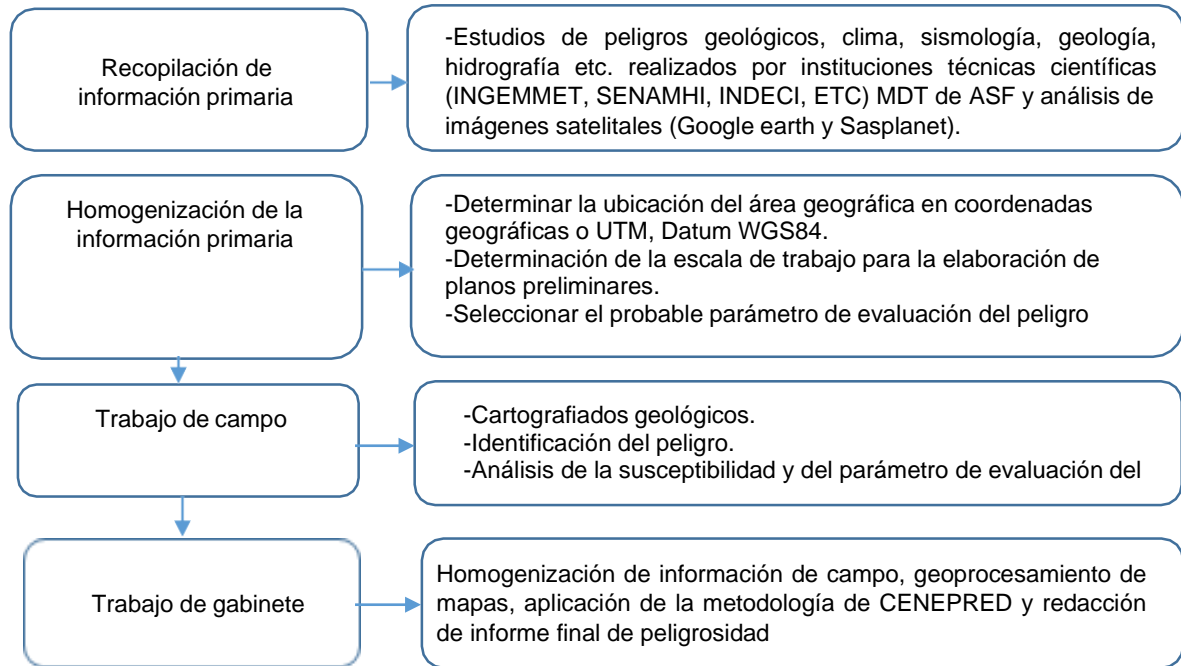 Recopilación de
información primaria
-Estudios de peligros geológicos, clima, sismología, geología,
hidrografía etc. realizados por instituciones técnicas científicas
(INGEMMET, SENAMHI, INDECI, ETC) MDT de ASF y análisis de
imágenes satelitales (Google earth y Sasplanet).
Homogenización de la
información primaria
-Determinar la ubicación del área geográfica en coordenadas
geográficas o UTM, Datum WGS84.
-Determinación de la escala de trabajo para la elaboración de
planos preliminares.
-Seleccionar el probable parámetro de evaluación del peligro
Trabajo de campo
-Cartografiados geológicos.
-Identificación del peligro.
-Análisis de la susceptibilidad y del parámetro de evaluación del
Trabajo de gabinete
Homogenización de información de campo, geoprocesamiento de
mapas, aplicación de la metodología de CENEPRED y redacción
de informe final de peligrosidad